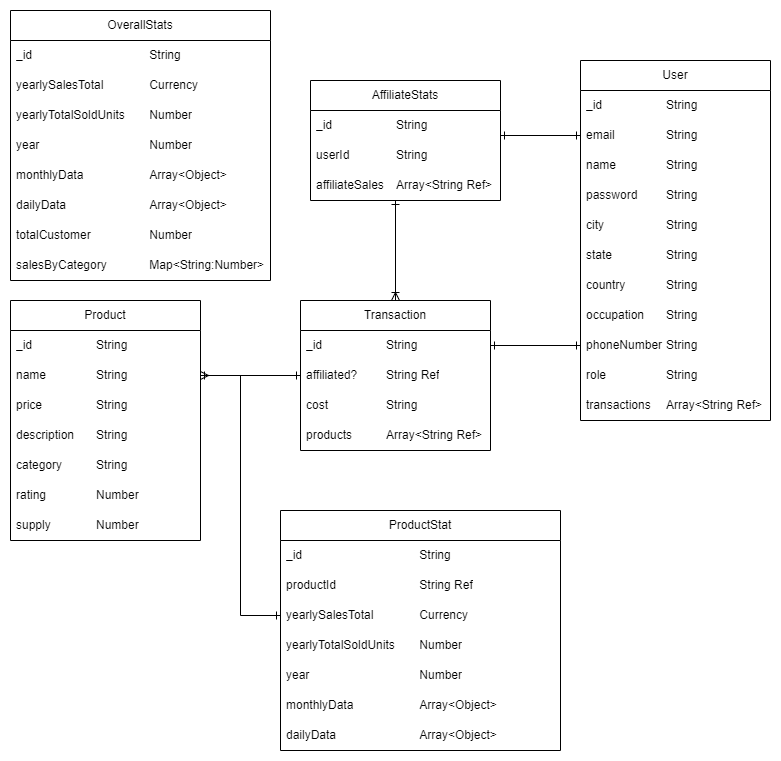 OverallStats
_id String
yearlySalesTotal Currency
yearlyTotalSoldUnits Number
year Number
monthlyData Array<Object>
dailyData Array<Object>
totalCustomer Number
salesByCategory Map<String:Number>
AffiliateStats
_id String
userId String
affiliateSales Array<String Ref>
User
_id String
email String
name String
password String
city String
state String
country String
occupation String
phoneNumber String
role String
transactions Array<String Ref>
Product
_id String
name String
price String
description String
category String
rating Number
supply Number
Transaction
_id String
affiliated? String Ref
cost String
products Array<String Ref>
ProductStat
_id String
productId String Ref
yearlySalesTotal Currency
yearlyTotalSoldUnits Number
year Number
monthlyData Array<Object>
dailyData Array<Object>